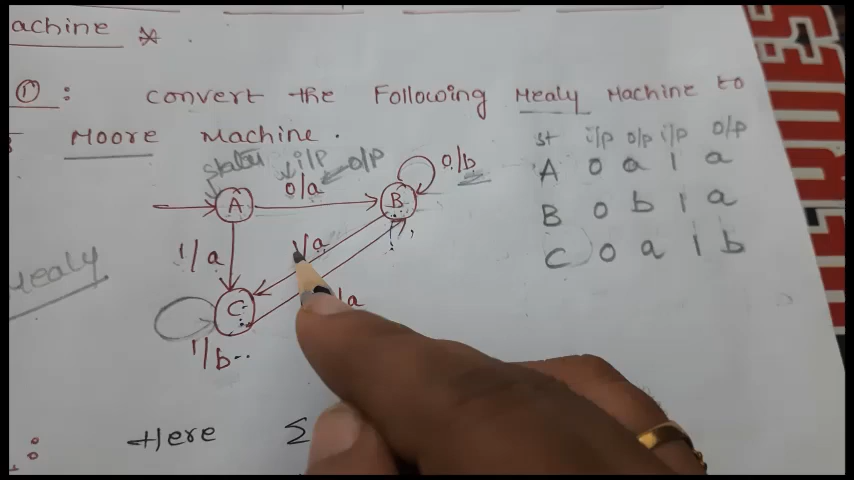 achine *
① : convert the Following Mealy Machine to
Moore Machine.
st i/p o/p i/p o/p
A 0 a 1 a
B 0 b 1 a
C 0 a 1 b
states i/p o/p
0/a
0/b
A
B
1/a
1/a
/a
C
1/b
Mealy
Here Σ